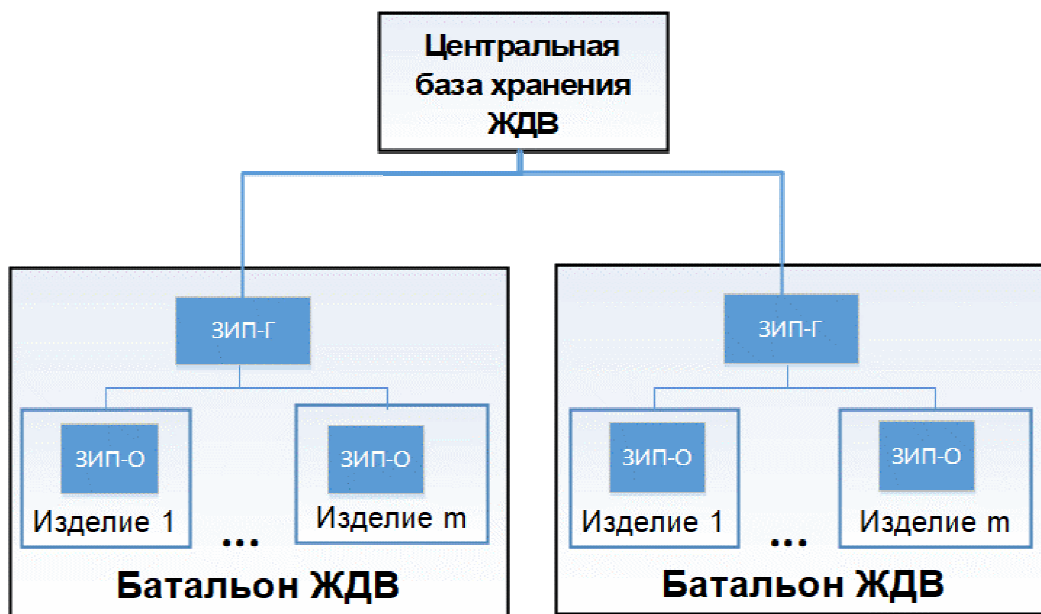 Центральная
база хранения
ЖДВ
ЗИП-Г
ЗИП-О
ЗИП-О
Изделие 1
...
Изделие m
Батальон ЖДВ
ЗИП-Г
ЗИП-О
ЗИП-О
Изделие 1
...
Изделие m
Батальон ЖДВ